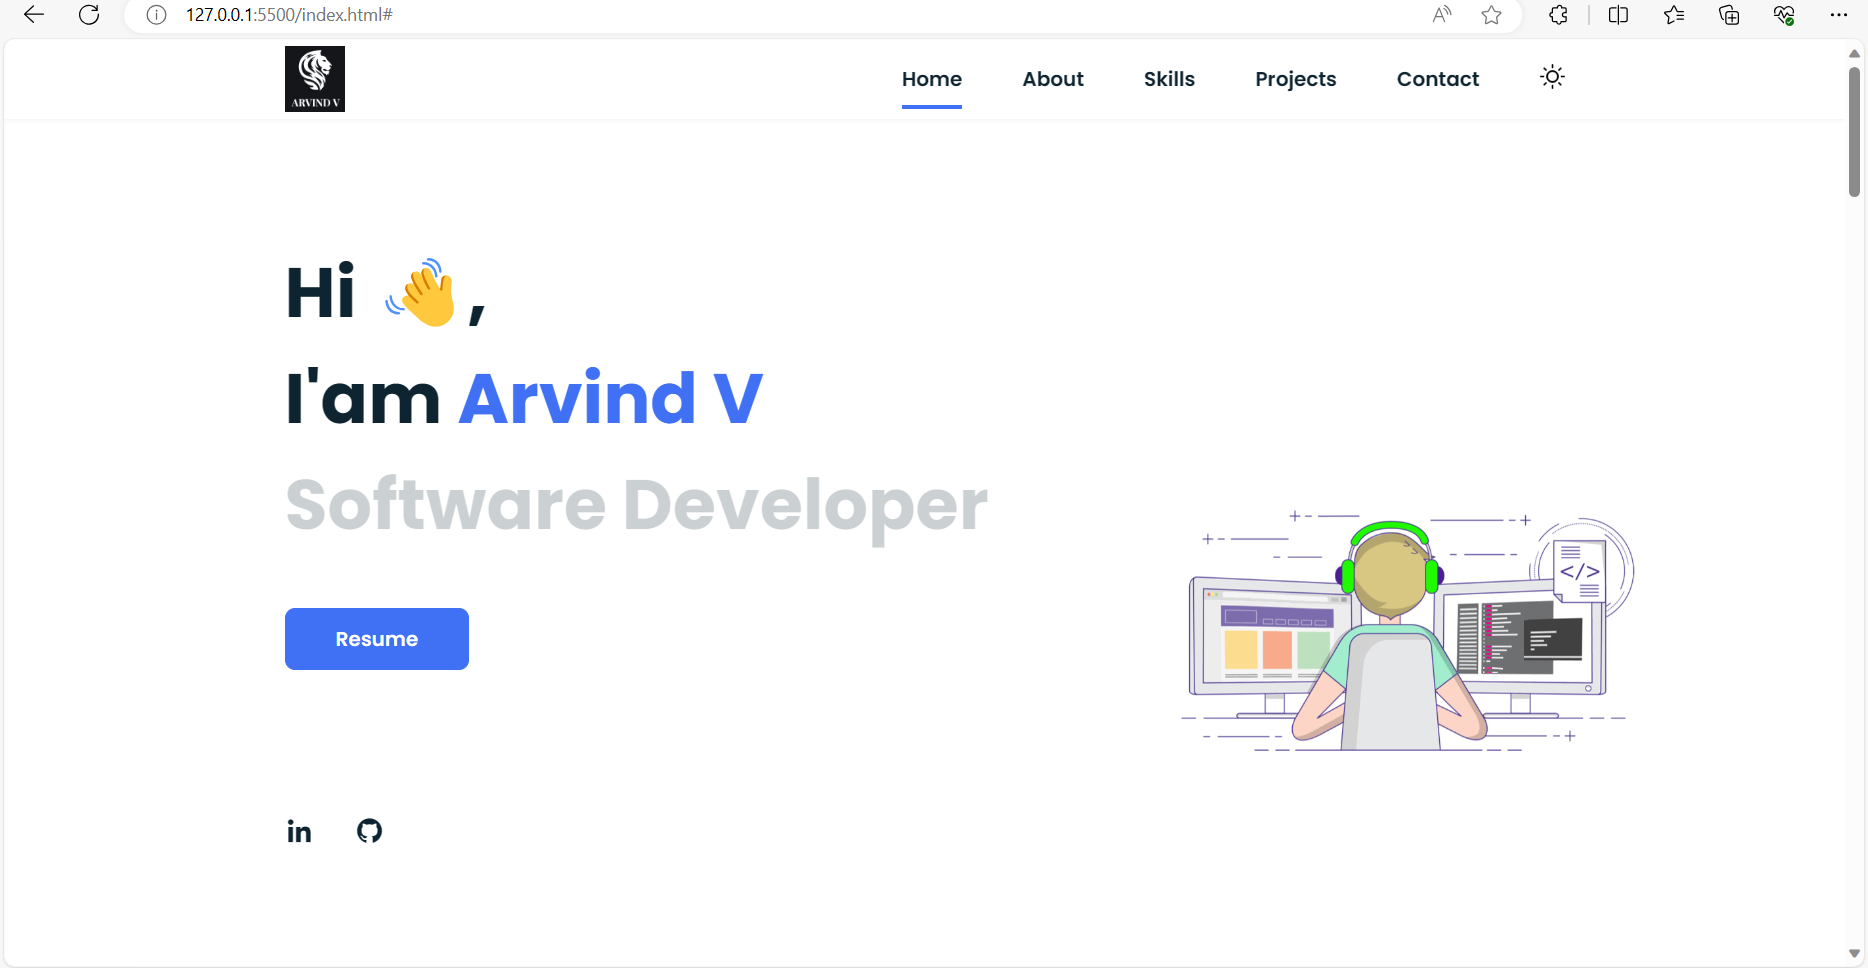 127.0.0.1:5500/index.html#
ARVIND V
Home About Skills Projects Contact
Hi 👋,
I'am Arvind V
Software Developer
</>
Resume
in